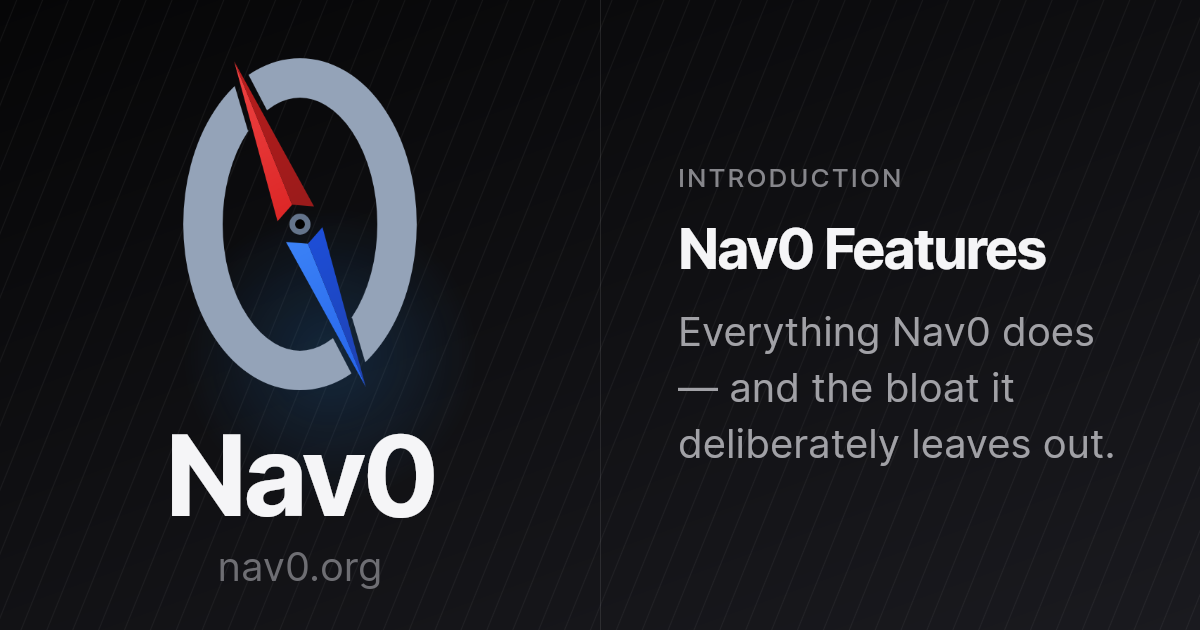 Nav0
nav0.org
INTRODUCTION
Nav0 Features
Everything Nav0 does
— and the bloat it
deliberately leaves out.